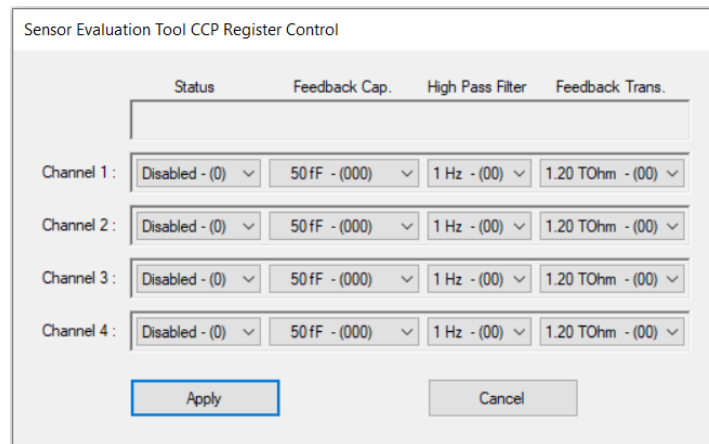 Sensor Evaluation Tool CCP Register Control
Status Feedback Cap. High Pass Filter Feedback Trans.
Channel 1 : Disabled - (0) 50 fF - (000) 1 Hz - (00) 1.20 TOhm - (00)
Channel 2 : Disabled - (0) 50 fF - (000) 1 Hz - (00) 1.20 TOhm - (00)
Channel 3 : Disabled - (0) 50 fF - (000) 1 Hz - (00) 1.20 TOhm - (00)
Channel 4 : Disabled - (0) 50 fF - (000) 1 Hz - (00) 1.20 TOhm - (00)
Apply Cancel